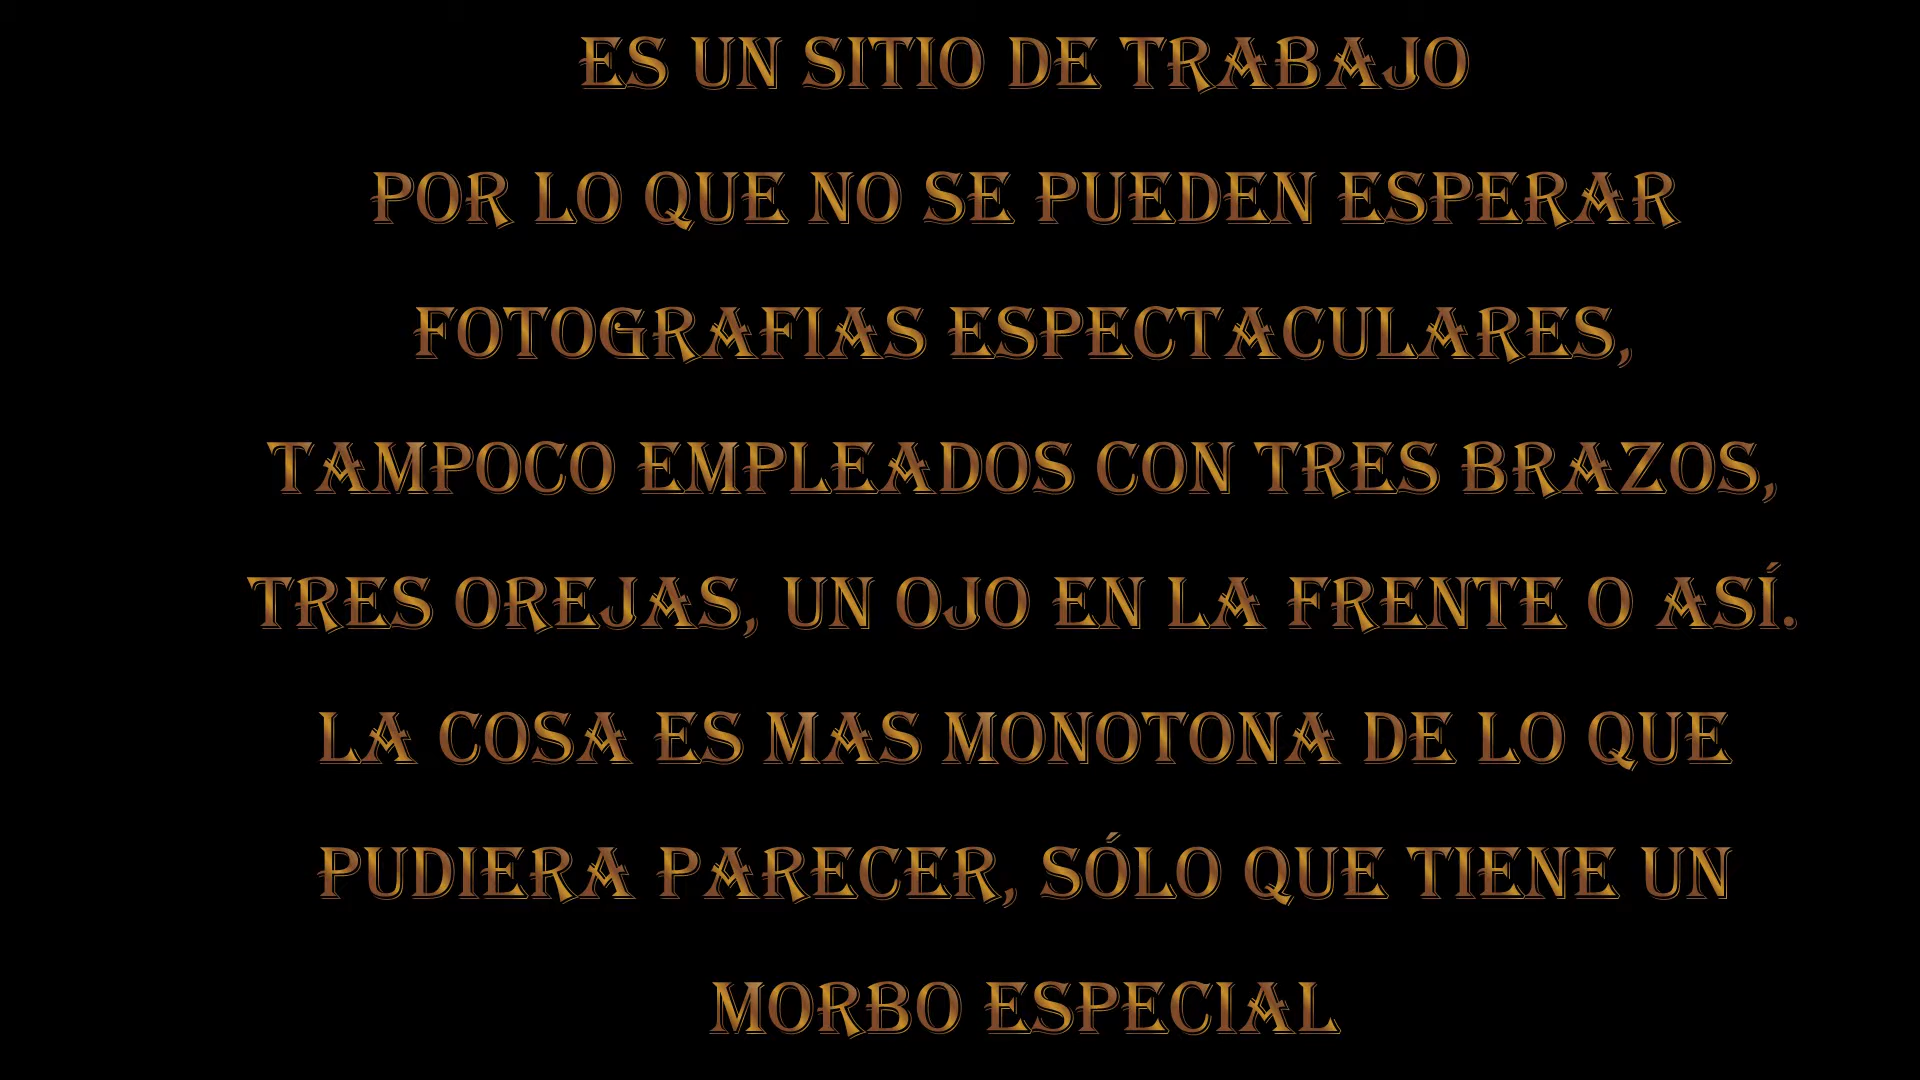 ES UN SITIO DE TRABAJO
POR LO QUE NO SE PUEDEN ESPERAR
FOTOGRAFIAS ESPECTACULARES,
TAMPOCO EMPLEADOS CON TRES BRAZOS,
TRES OREJAS, UN OJO EN LA FRENTE O ASÍ.
LA COSA ES MAS MONOTONA DE LO QUE
PUDIERA PARECER, SÓLO QUE TIENE UN
MORBO ESPECIAL